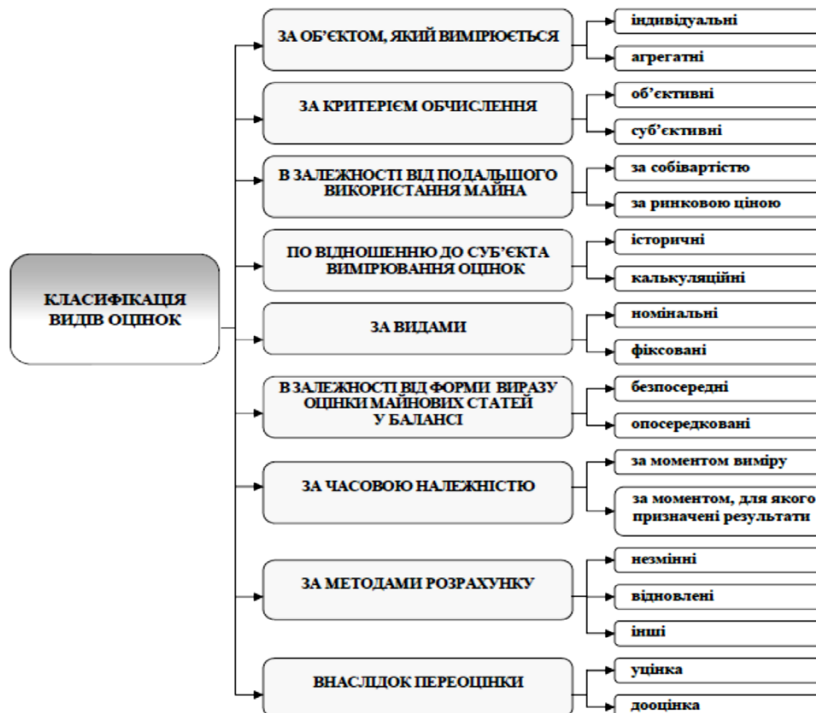 КЛАСИФІКАЦІЯ
ВИДІВ ОЦІНОК
ЗА ОБ’ЄКТОМ, ЯКИЙ ВИМІРЮЄТЬСЯ
індивідуальні
агрегатні
ЗА КРИТЕРІЄМ ОБЧИСЛЕННЯ
об’єктивні
суб’єктивні
В ЗАЛЕЖНОСТІ ВІД ПОДАЛЬШОГО
ВИКОРИСТАННЯ МАЙНА
за собівартістю
за ринковою ціною
ПО ВІДНОШЕННЮ ДО СУБ’ЄКТА
ВИМІРЮВАННЯ ОЦІНОК
історичні
калькуляційні
ЗА ВИДАМИ
номінальні
фіксовані
В ЗАЛЕЖНОСТІ ВІД ФОРМИ ВИРАЗУ
ОЦІНКИ МАЙНОВИХ СТАТЕЙ
У БАЛАНСІ
безпосередні
опосередковані
ЗА ЧАСОВОЮ НАЛЕЖНІСТЮ
за моментом виміру
за моментом, для якого
призначені результати
ЗА МЕТОДАМИ РОЗРАХУНКУ
незмінні
відновлені
інші
ВНАСЛІДОК ПЕРЕОЦІНКИ
уцінка
дооцінка